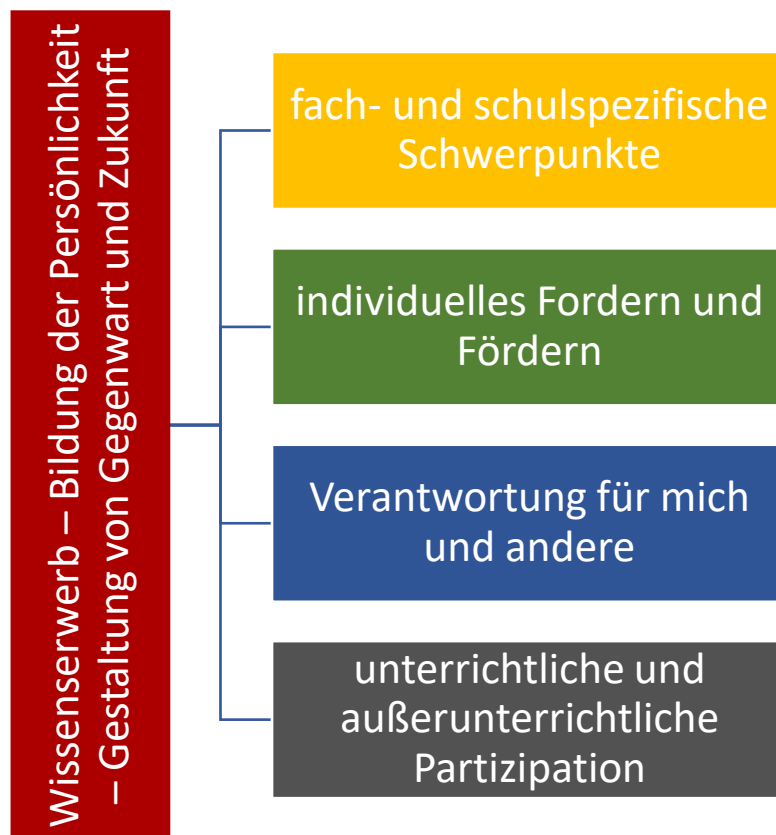 Wissenserwerb – Bildung der Persönlichkeit
– Gestaltung von Gegenwart und Zukunft
fach- und schulspezifische
Schwerpunkte
individuelles Fordern und
Fördern
Verantwortung für mich
und andere
unterrichtliche und
außerunterrichtliche
Partizipation